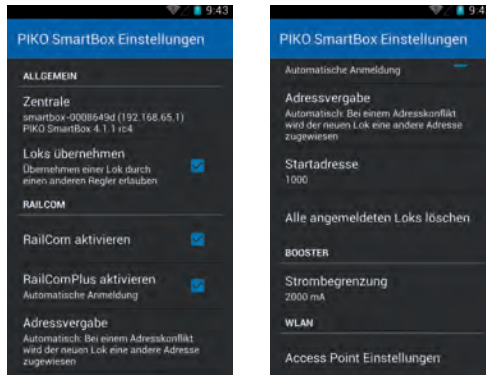 9:43
PIKO SmartBox Einstellungen
ALLGEMEIN
Zentrale
smartbox-0008649d (192.168.65.1)
PIKO SmartBox 4.1.1 rc4
Loks übernehmen
Übernehmen einer Lok durch
einen anderen Regler erlauben
RAILCOM
RailCom aktivieren
RailComPlus aktivieren
Automatische Anmeldung
Adressvergabe
Automatisch: Bei einem Adresskonflikt
wird der neuen Lok eine andere Adresse
zugewiesen
9:4
PIKO SmartBox Einstellungen
Automatische Anmeldung
Adressvergabe
Automatisch: Bei einem Adresskonflikt
wird der neuen Lok eine andere Adresse
zugewiesen
Startadresse
1000
Alle angemeldeten Loks löschen
BOOSTER
Strombegrenzung
2000 mA
WLAN
Access Point Einstellungen